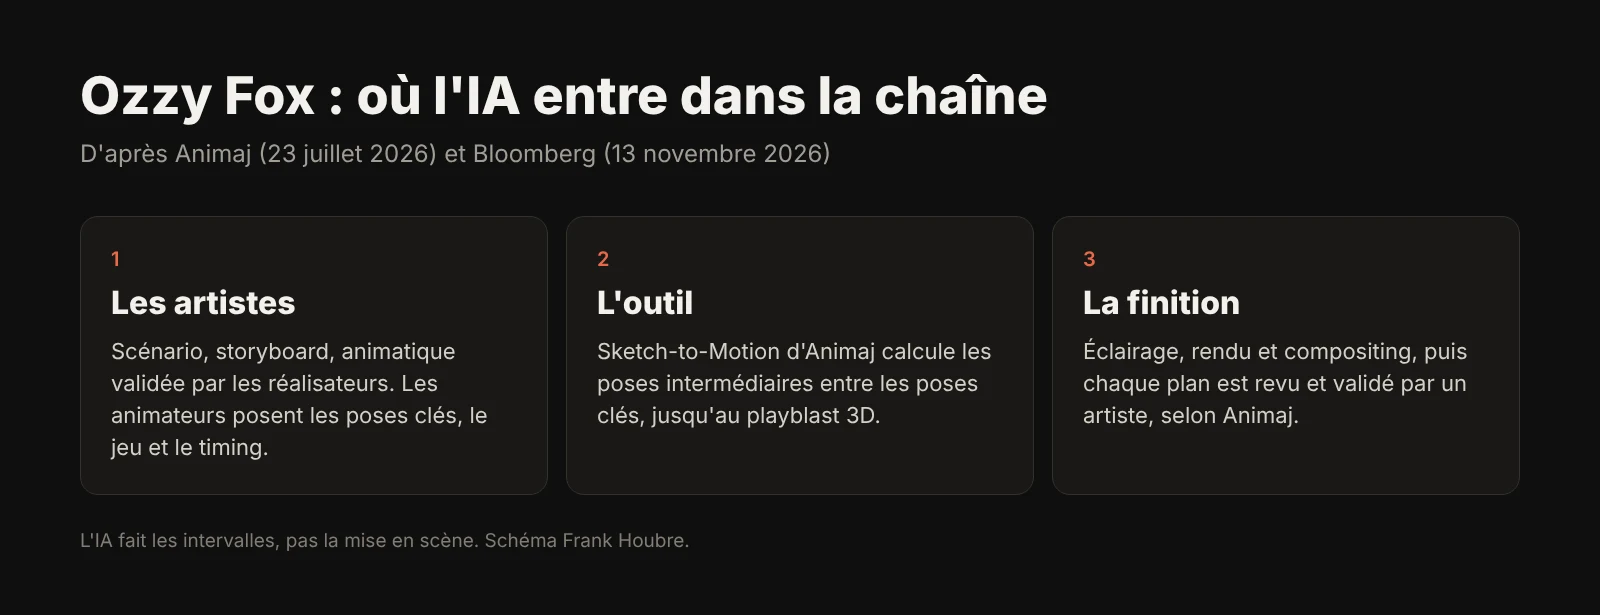 Ozzy Fox : où l'IA entre dans la chaîne
D'après Animaj (23 juillet 2026) et Bloomberg (13 novembre 2026)
1
Les artistes
Scénario, storyboard, animatique
validée par les réalisateurs. Les
animateurs posent les poses clés, le
jeu et le timing.
2
L'outil
Sketch-to-Motion d'Animaj calcule les
poses intermédiaires entre les poses
clés, jusqu'au playblast 3D.
3
La finition
Éclairage, rendu et compositing, puis
chaque plan est revu et validé par un
artiste, selon Animaj.
L'IA fait les intervalles, pas la mise en scène. Schéma Frank Houbre.